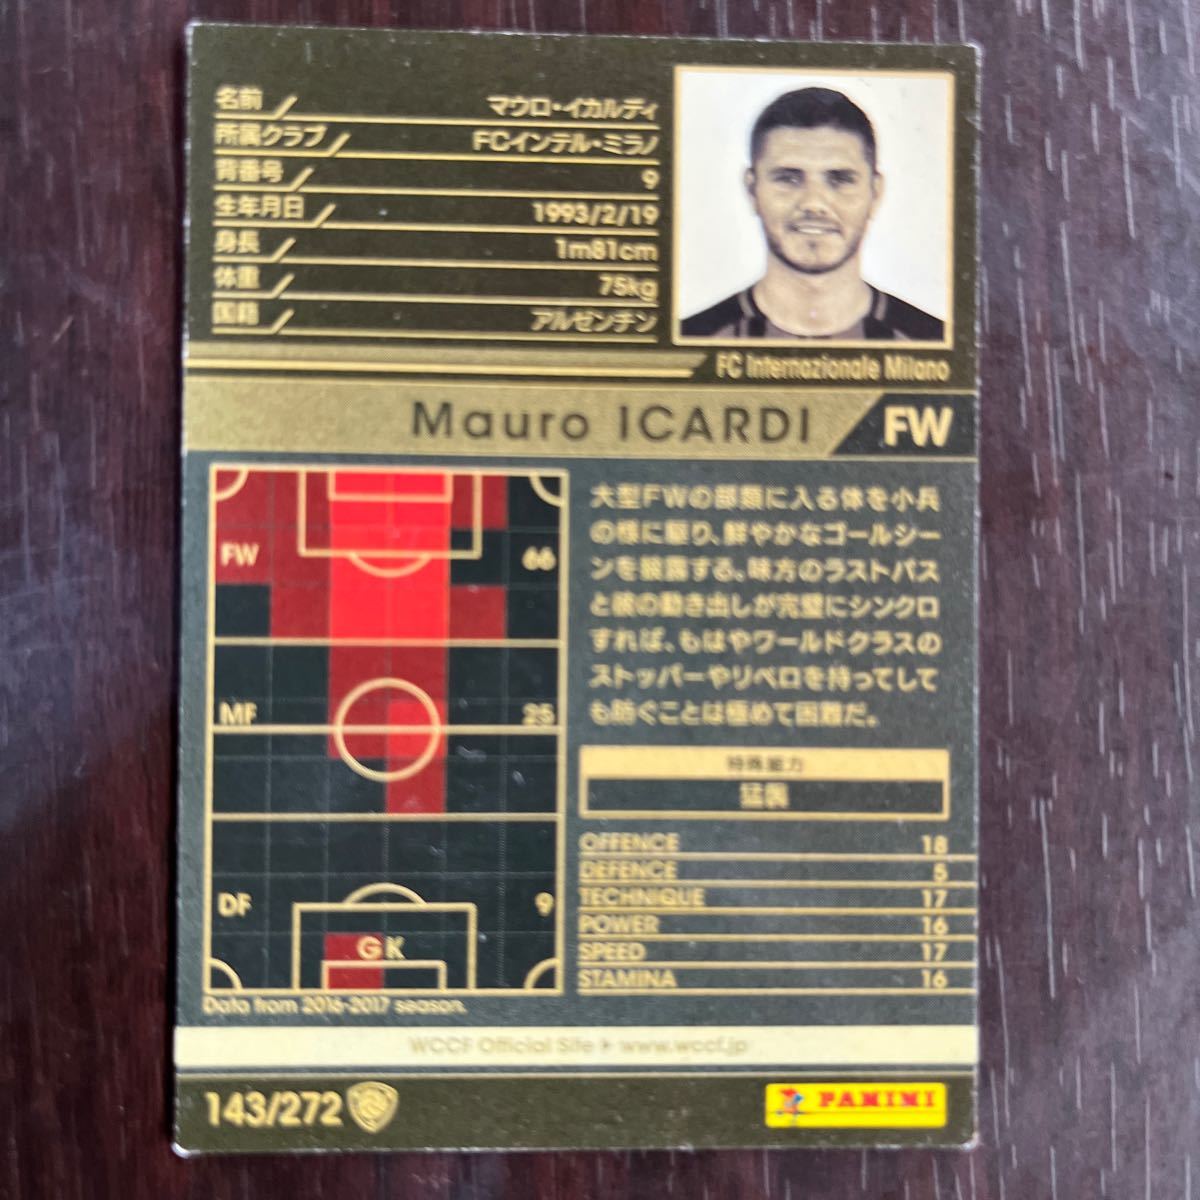 名前 マウロ・イカルディ
所属クラブ FCインテル・ミラノ
背番号 9
生年月日 1993/2/19
身長 1m81cm
体重 75kg
国籍 アルゼンチン
FC Internazionale Milano
Mauro ICARDI FW
FW 66
MF 25
DF 9
GK
Data from 2016-2017 season.
大型FWの部類に入る体を小兵
の様に駆り、鮮やかなゴールシー
ンを披露する。味方のラストパス
と彼の動き出しが完璧にシンクロ
すれば、もはやワールドクラスの
ストッパーやリベロを持ってして
も防ぐことは極めて困難だ。
特殊能力
猛襲
OFFENCE 18
DEFENCE 5
TECHNIQUE 17
POWER 16
SPEED 17
STAMINA 16
WCCF Official Site ▶ www.wccf.jp
143/272
PANINI